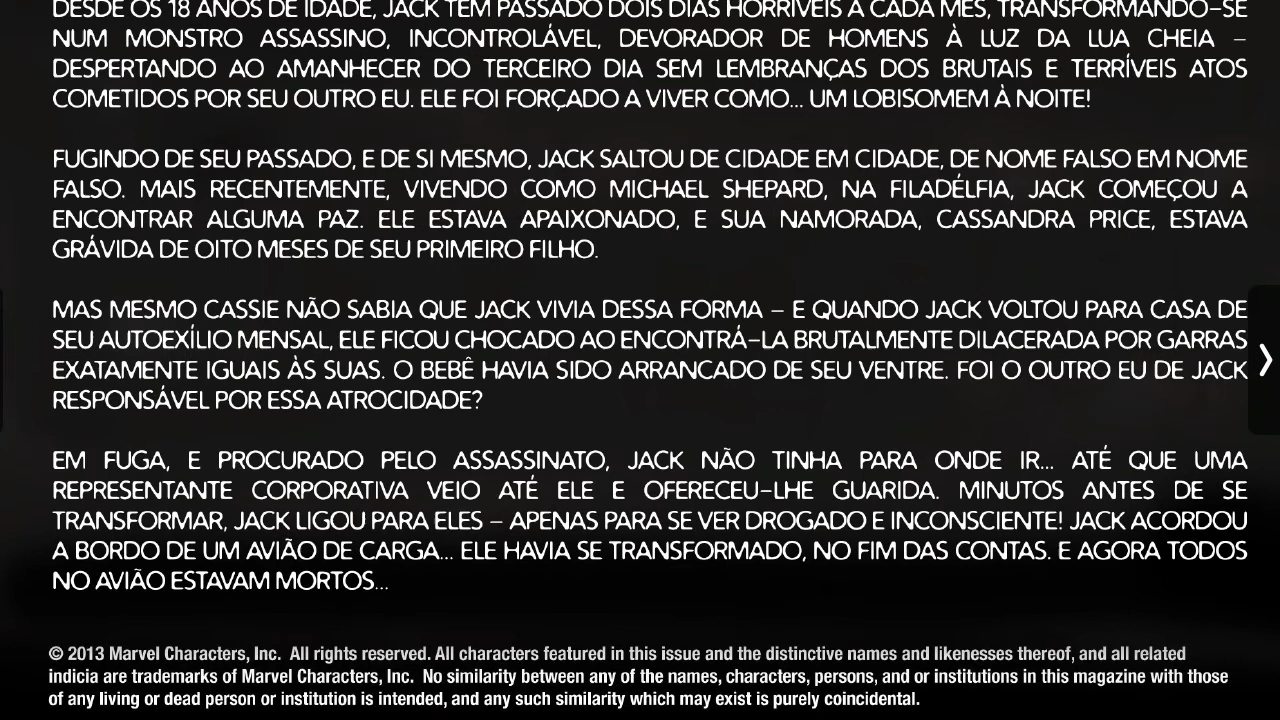 DESDE OS 18 ANOS DE IDADE, JACK TEM PASSADO DOIS DIAS HORRÍVEIS A CADA MÊS, TRANSFORMANDO-SE
NUM MONSTRO ASSASSINO, INCONTROLÁVEL, DEVORADOR DE HOMENS À LUZ DA LUA CHEIA –
DESPERTANDO AO AMANHECER DO TERCEIRO DIA SEM LEMBRANÇAS DOS BRUTAIS E TERRÍVEIS ATOS
COMETIDOS POR SEU OUTRO EU. ELE FOI FORÇADO A VIVER COMO... UM LOBISOMEM À NOITE!
FUGINDO DE SEU PASSADO, E DE SI MESMO, JACK SALTOU DE CIDADE EM CIDADE, DE NOME FALSO EM NOME
FALSO. MAIS RECENTEMENTE, VIVENDO COMO MICHAEL SHEPARD, NA FILADÉLFIA, JACK COMEÇOU A
ENCONTRAR ALGUMA PAZ. ELE ESTAVA APAIXONADO, E SUA NAMORADA, CASSANDRA PRICE, ESTAVA
GRÁVIDA DE OITO MESES DE SEU PRIMEIRO FILHO.
MAS MESMO CASSIE NÃO SABIA QUE JACK VIVIA DESSA FORMA – E QUANDO JACK VOLTOU PARA CASA DE
SEU AUTOEXÍLIO MENSAL, ELE FICOU CHOCADO AO ENCONTRÁ-LA BRUTALMENTE DILACERADA POR GARRAS
EXATAMENTE IGUAIS ÀS SUAS. O BEBÊ HAVIA SIDO ARRANCADO DE SEU VENTRE. FOI O OUTRO EU DE JACK
RESPONSÁVEL POR ESSA ATROCIDADE?
EM FUGA, E PROCURADO PELO ASSASSINATO, JACK NÃO TINHA PARA ONDE IR... ATÉ QUE UMA
REPRESENTANTE CORPORATIVA VEIO ATÉ ELE E OFERECEU-LHE GUARIDA. MINUTOS ANTES DE SE
TRANSFORMAR, JACK LIGOU PARA ELES – APENAS PARA SE VER DROGADO E INCONSCIENTE! JACK ACORDOU
A BORDO DE UM AVIÃO DE CARGA... ELE HAVIA SE TRANSFORMADO, NO FIM DAS CONTAS. E AGORA TODOS
NO AVIÃO ESTAVAM MORTOS...
© 2013 Marvel Characters, Inc. All rights reserved. All characters featured in this issue and the distinctive names and likenesses thereof, and all related
indicia are trademarks of Marvel Characters, Inc. No similarity between any of the names, characters, persons, and or institutions in this magazine with those
of any living or dead person or institution is intended, and any such similarity which may exist is purely coincidental.